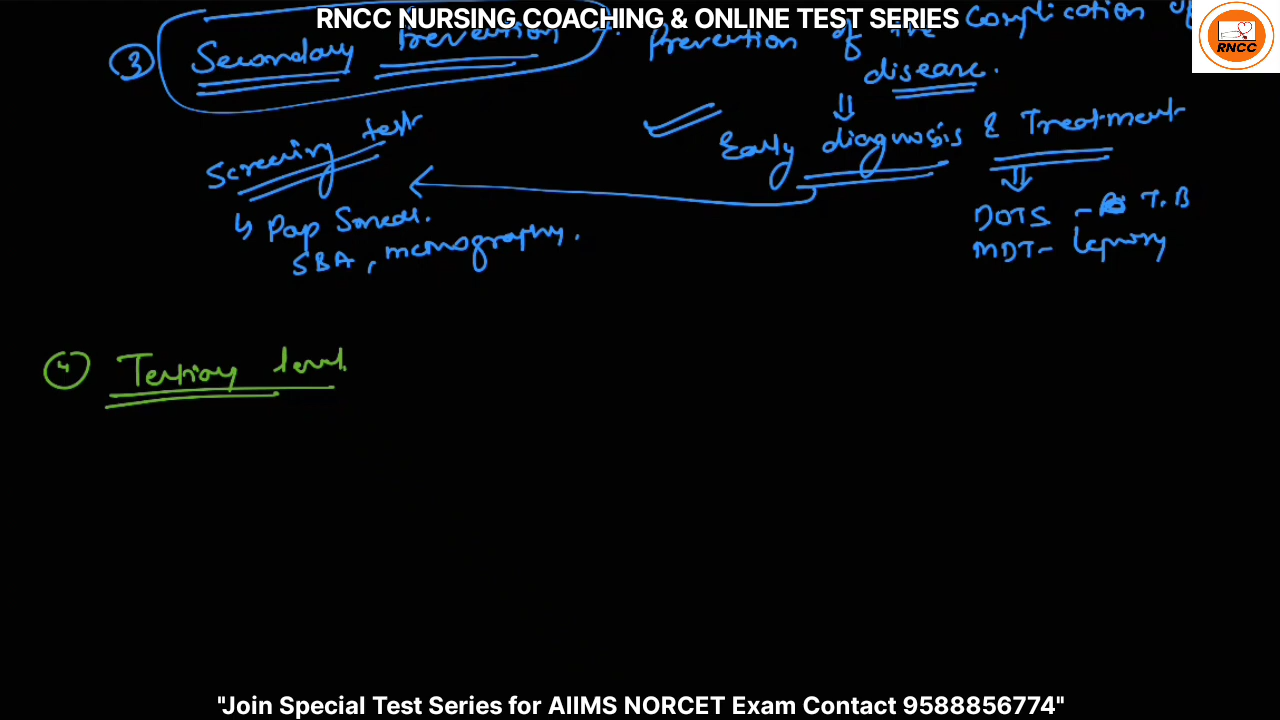 RNCC NURSING COACHING & ONLINE TEST SERIES
RNCC
③ Secondary Prevention :- Prevention of the Complication of
disease.
Early diagnosis & Treatment
Screening test
↳ Pap Smear.
SBA, memography.
DOTS - T.B
MDT - Leprosy
④ Tertiary level.
"Join Special Test Series for AIIMS NORCET Exam Contact 9588856774"